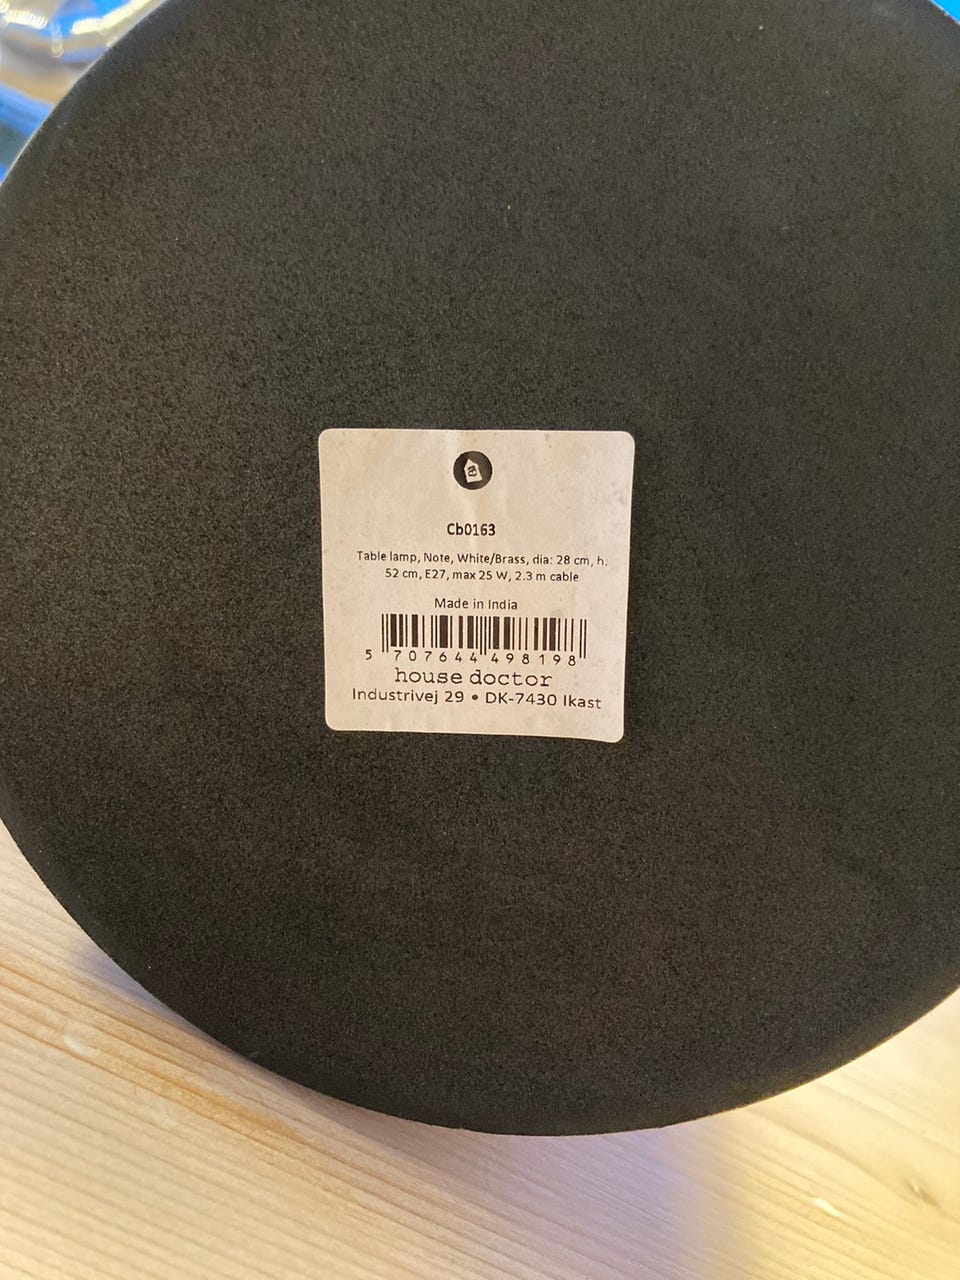 Cb0163
Table lamp, Note, White/Brass, dia: 28 cm, h:
52 cm, E27, max 25 W, 2.3 m cable
Made in India
5 707644 498198
house doctor
Industrivej 29 • DK-7430 Ikast